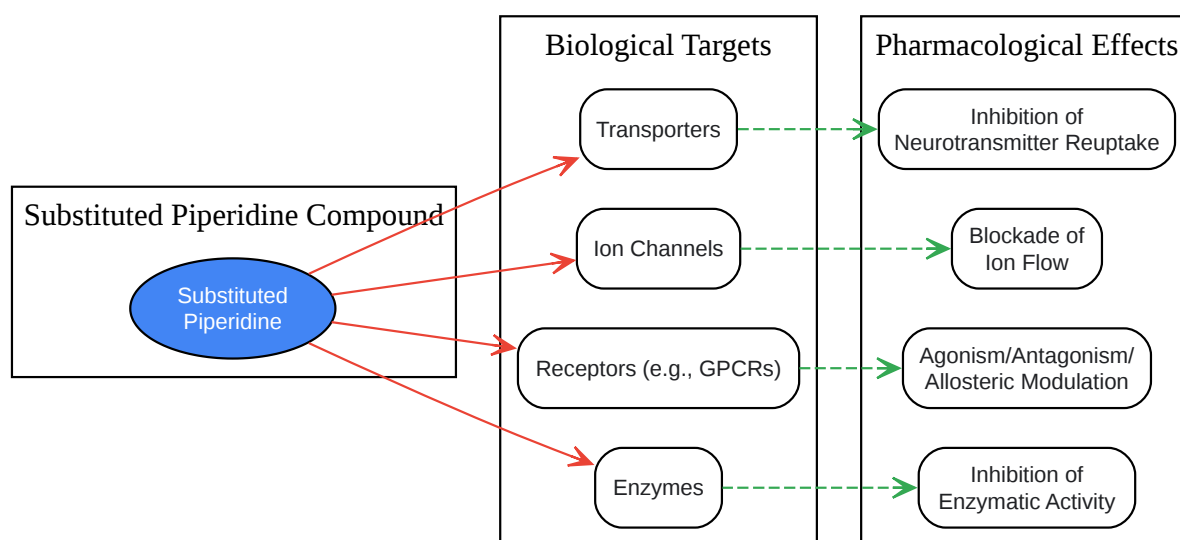 Biological Targets
Pharmacological Effects
Substituted Piperidine Compound
Substituted
Piperidine
Transporters
Inhibition of
Neurotransmitter Reuptake
Ion Channels
Blockade of
Ion Flow
Receptors (e.g., GPCRs)
Agonism/Antagonism/
Allosteric Modulation
Enzymes
Inhibition of
Enzymatic Activity